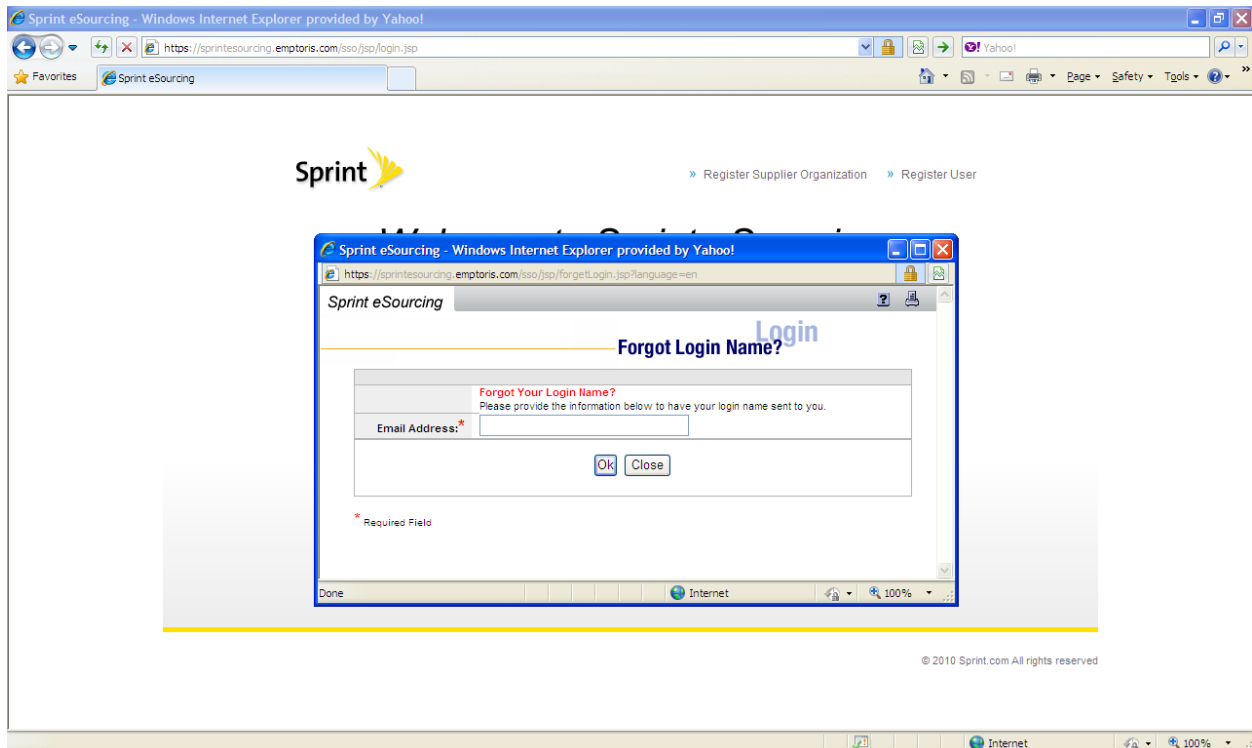 Sprint eSourcing - Windows Internet Explorer provided by Yahoo!
https://sprintesourcing.emptoris.com/sso/jsp/login.jsp
Yahoo!
Favorites
Sprint eSourcing
Page
Safety
Tools
Sprint
» Register Supplier Organization
» Register User
Sprint eSourcing - Windows Internet Explorer provided by Yahoo!
https://sprintesourcing.emptoris.com/sso/jsp/forgetLogin.jsp?language=en
Sprint eSourcing
Login
Forgot Login Name?
Forgot Your Login Name?
Please provide the information below to have your login name sent to you.
Email Address:*
Ok Close
* Required Field
Done
Internet
100%
© 2010 Sprint.com All rights reserved
Internet
100%